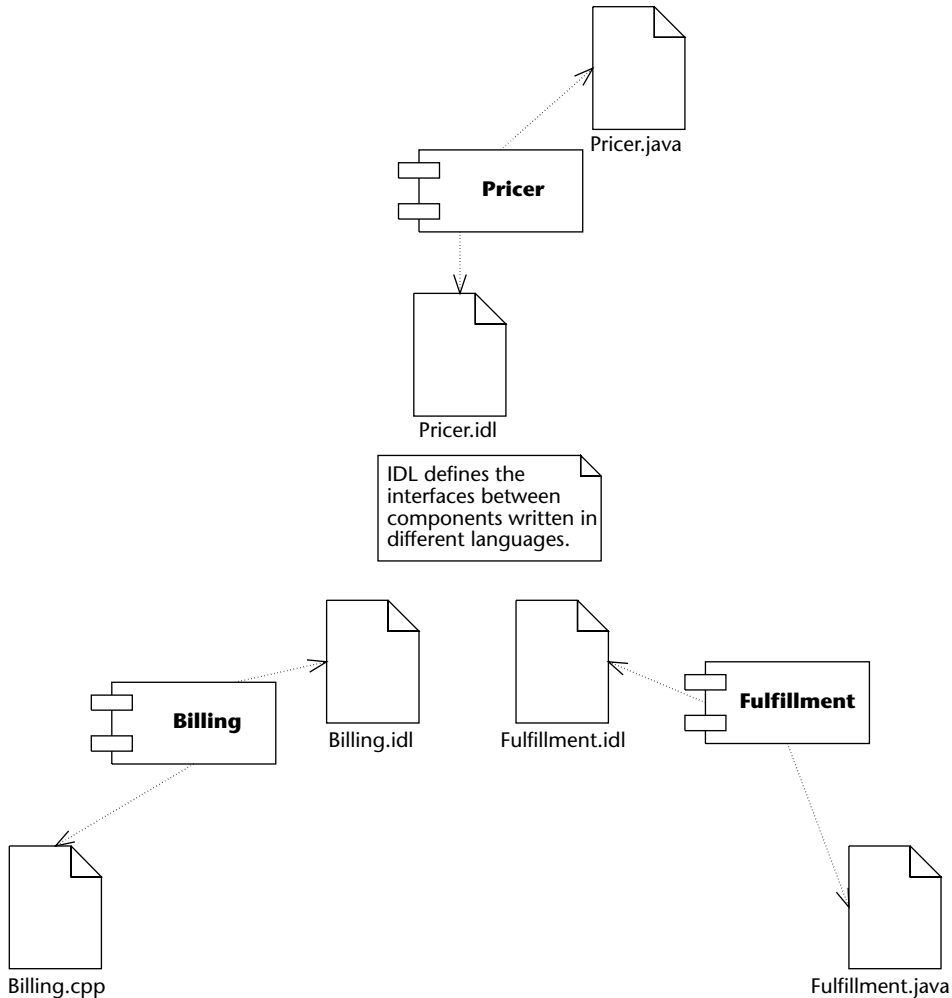 Pricer.java
Pricer
Pricer.idl
IDL defines the
interfaces between
components written in
different languages.
Billing
Billing.idl
Fulfillment.idl
Fulfillment
Billing.cpp
Fulfillment.java